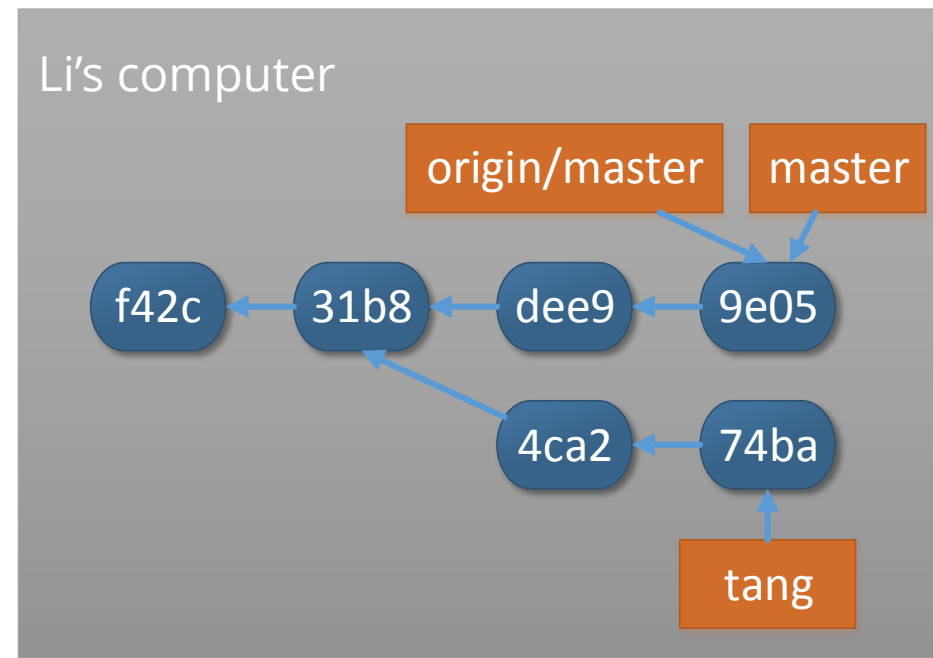 Li’s computer
origin/master
master
f42c
31b8
dee9
9e05
4ca2
74ba
tang